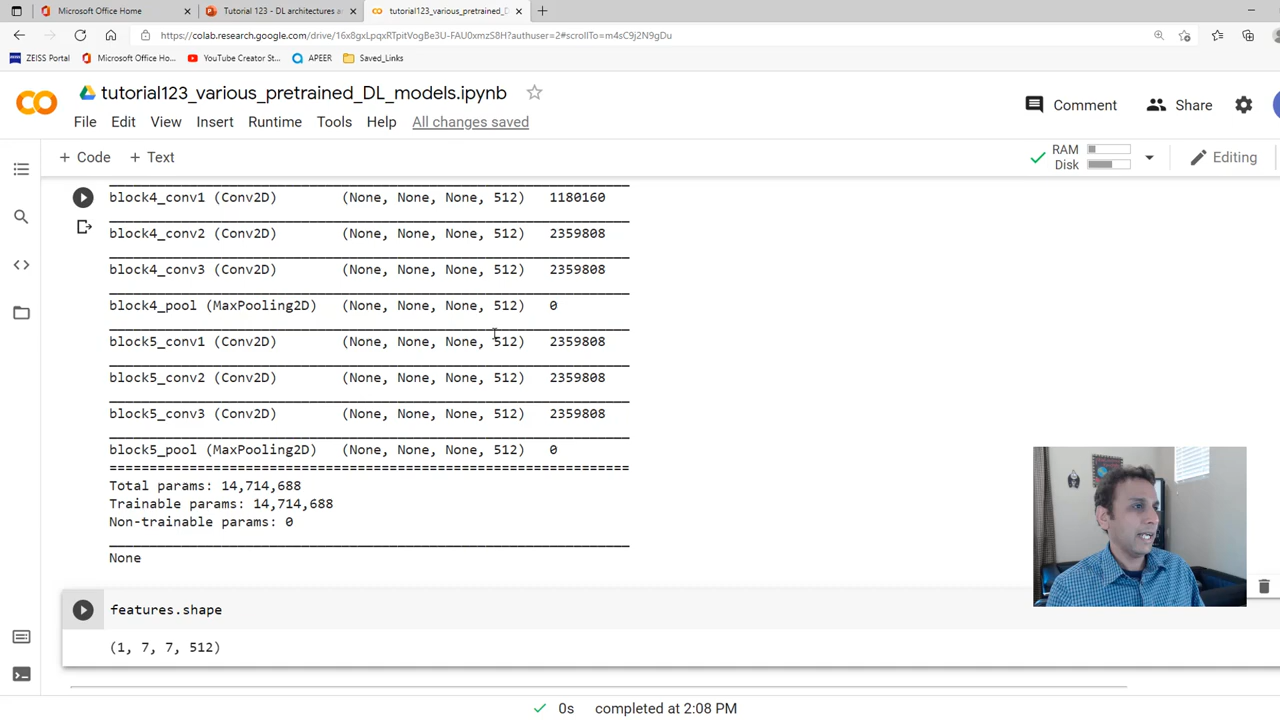 Microsoft Office Home
Tutorial 123 - DL architectures a
tutorial123_various_pretrained_D
https://colab.research.google.com/drive/16x8gxLpqxRTpitVogBe3U-FAU0xmzS8H?authuser=2#scrollTo=m4sC9j2N9gDu
ZEISS Portal
Microsoft Office Ho...
YouTube Creator St...
APEER
Saved_Links
tutorial123_various_pretrained_DL_models.ipynb
Comment
Share
File Edit View Insert Runtime Tools Help All changes saved
+ Code + Text
RAM
Disk
Editing
block4_conv1 (Conv2D) (None, None, None, 512) 1180160
block4_conv2 (Conv2D) (None, None, None, 512) 2359808
block4_conv3 (Conv2D) (None, None, None, 512) 2359808
block4_pool (MaxPooling2D) (None, None, None, 512) 0
block5_conv1 (Conv2D) (None, None, None, 512) 2359808
block5_conv2 (Conv2D) (None, None, None, 512) 2359808
block5_conv3 (Conv2D) (None, None, None, 512) 2359808
block5_pool (MaxPooling2D) (None, None, None, 512) 0
Total params: 14,714,688
Trainable params: 14,714,688
Non-trainable params: 0
None
features.shape
(1, 7, 7, 512)
0s completed at 2:08 PM